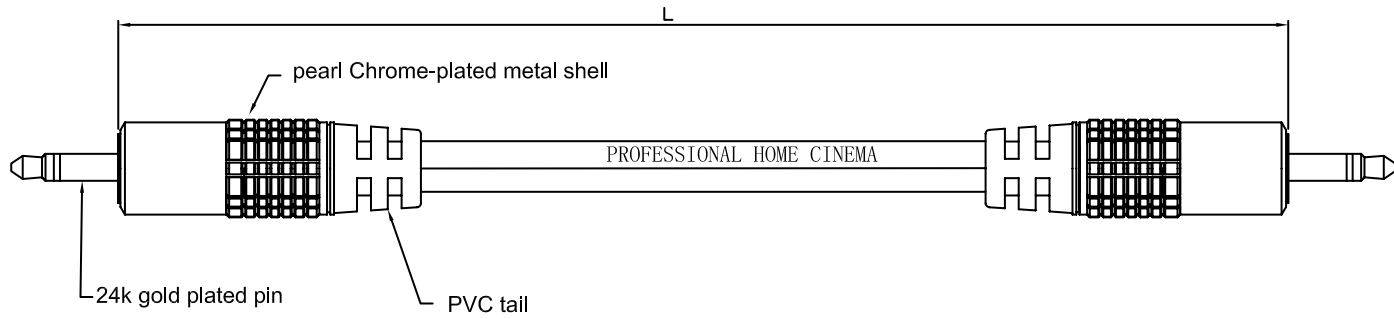 L
pearl Chrome-plated metal shell
PROFESSIONAL HOME CINEMA
24k gold plated pin
PVC tail